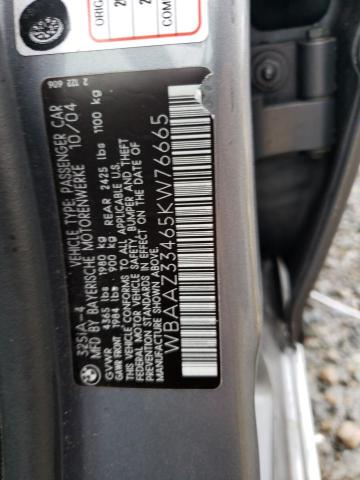 325IA-4
VEHICLE TYPE PASSENGER CAR
MFD BY BAYERISCHE MOTORENWERKE 10/04
GVWR 4365 lbs 1980 kg
GAWR FRONT 1984 lbs 900 kg REAR 2425 lbs 1100 kg
THIS VEHICLE CONFORMS TO ALL APPLICABLE
FEDERAL MOTOR VEHICLE SAFETY, BUMPER AND THEFT
PREVENTION STANDARDS IN EFFECT ON THE DATE OF
MANUFACTURE SHOWN ABOVE
WBAAZ33465KW76665
2 122 606
ORIG